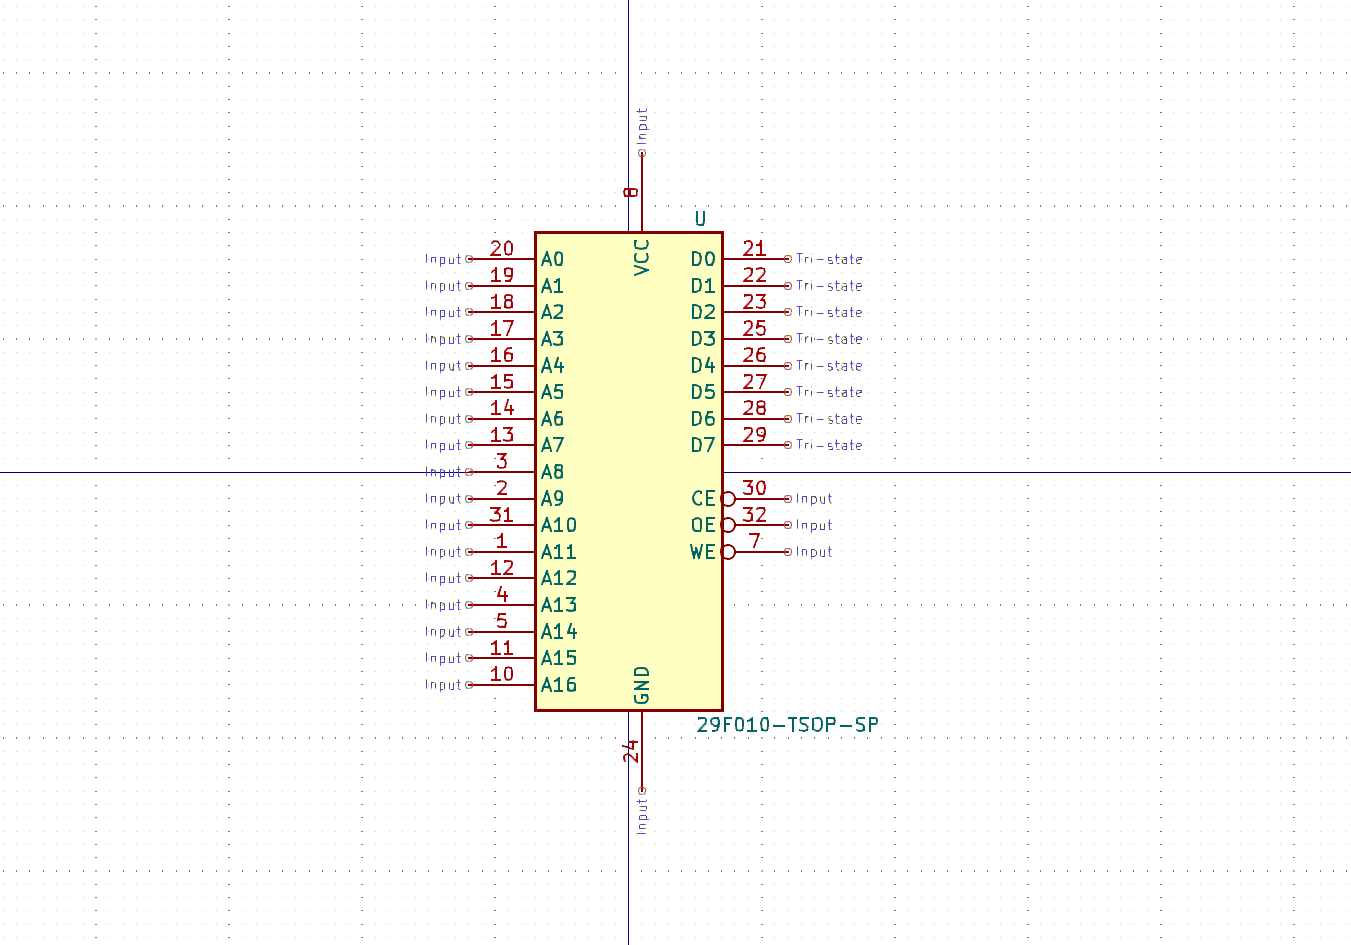 Input
8
U
VCC
Input 20 A0 D0 21 Tri-state
Input 19 A1 D1 22 Tri-state
Input 18 A2 D2 23 Tri-state
Input 17 A3 D3 25 Tri-state
Input 16 A4 D4 26 Tri-state
Input 15 A5 D5 27 Tri-state
Input 14 A6 D6 28 Tri-state
Input 13 A7 D7 29 Tri-state
Input 3 A8
Input 2 A9 CE 30 Input
Input 31 A10 OE 32 Input
Input 1 A11 WE 7 Input
Input 12 A12
Input 4 A13
Input 5 A14
Input 11 A15
Input 10 A16
GND
29F010-TSOP-SP
24
Input